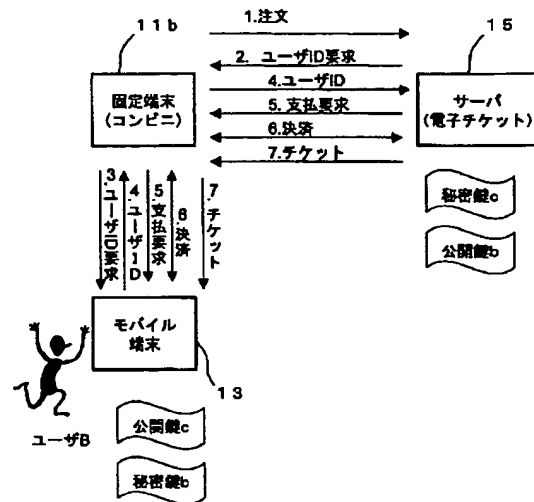 11b
15
1.注文
2. ユーザID要求
4.ユーザID
5. 支払要求
6.決済
7.チケット
固定端末
(コンビニ)
サーバ
(電子チケット)
秘密鍵c
公開鍵b
3.ユーザID要求
4.ユーザID
5.支払要求
6.決済
7.チケット
モバイル
端末
13
ユーザB
公開鍵c
秘密鍵b